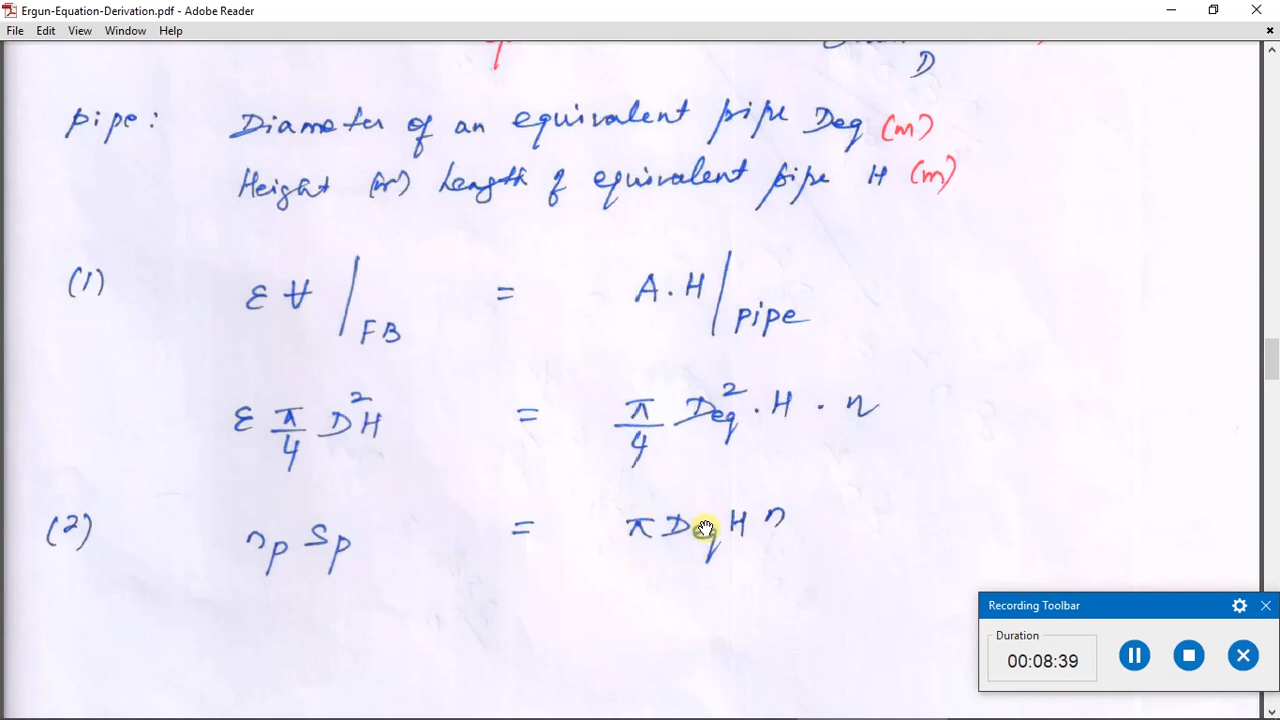 Ergun-Equation-Derivation.pdf - Adobe Reader
File Edit View Window Help
D
pipe: Diameter of an equivalent pipe Deq (m)
Height (or) Length of equivalent pipe H (m)
(1) ε V |FB = A.H |pipe
ε π/4 D²H = π/4 Deq² . H . n
(2) np Sp = π Deq H n
Recording Toolbar
Duration
00:08:39